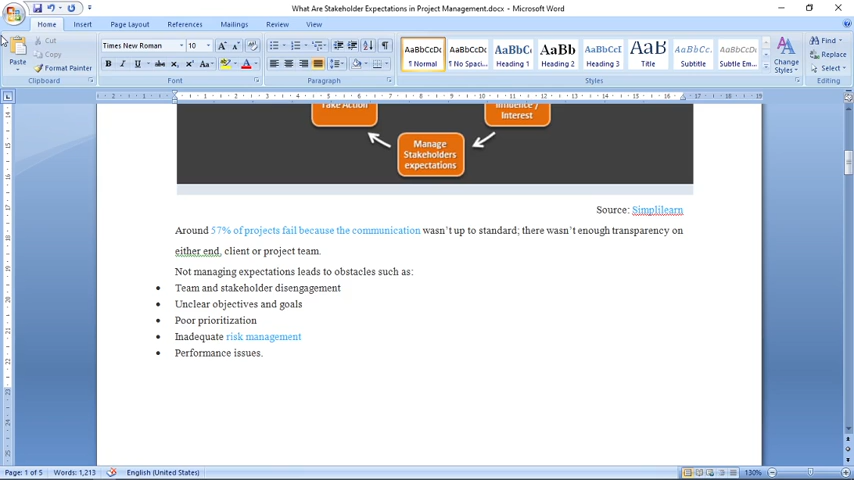 What Are Stakeholder Expectations in Project Management.docx - Microsoft Word
Home Insert Page Layout References Mailings Review View
Paste Cut Copy Format Painter Clipboard
Times New Roman 10 Font
Paragraph
AaBbCcDc ¶ Normal
AaBbCcDc ¶ No Spaci...
AaBbC Heading 1
AaBb Heading 2
AaBbCcI Heading 3
AaB Title
AaBbCc. Subtitle
AaBbCcD Subtle Em...
Change Styles Styles
Find Replace Select Editing
Take Action
Influence / Interest
Manage Stakeholders expectations
Source: Simplilearn
Around 57% of projects fail because the communication wasn't up to standard; there wasn't enough transparency on
either end, client or project team.
Not managing expectations leads to obstacles such as:
• Team and stakeholder disengagement
• Unclear objectives and goals
• Poor prioritization
• Inadequate risk management
• Performance issues.
Page: 1 of 5 Words: 1,213 English (United States) 130%